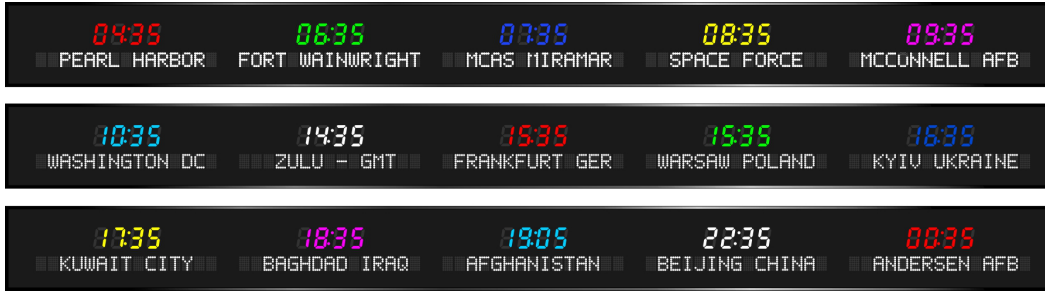 04:35 06:35 07:35 08:35 09:35
PEARL HARBOR FORT WAINWRIGHT MCAS MIRAMAR SPACE FORCE MCCONNELL AFB
10:35 14:35 15:35 15:35 16:35
WASHINGTON DC ZULU - GMT FRANKFURT GER WARSAW POLAND KYIV UKRAINE
17:35 18:35 19:05 22:35 00:35
KUWAIT CITY BAGHDAD IRAQ AFGHANISTAN BEIJING CHINA ANDERSEN AFB